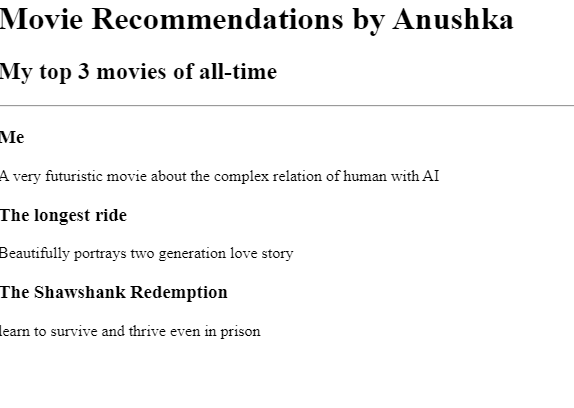 Movie Recommendations by Anushka
My top 3 movies of all-time
Me
A very futuristic movie about the complex relation of human with AI
The longest ride
Beautifully portrays two generation love story
The Shawshank Redemption
learn to survive and thrive even in prison